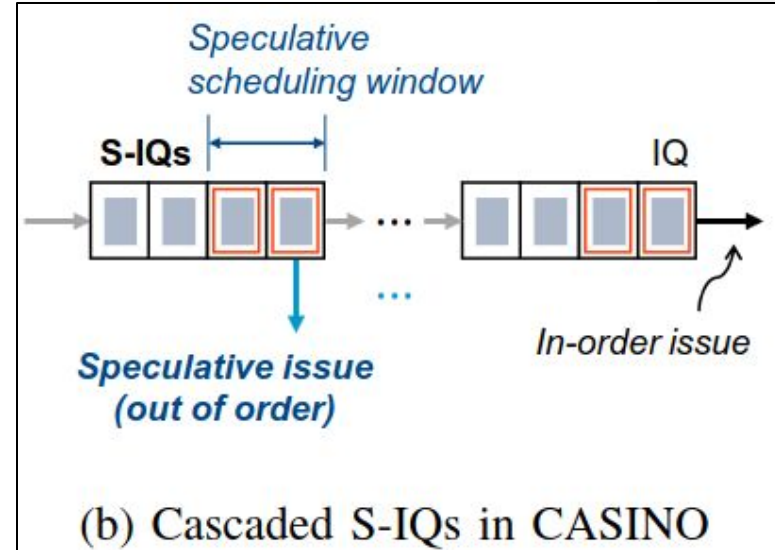 Speculative
scheduling window
S-IQs
IQ
...
...
In-order issue
Speculative issue
(out of order)
(b) Cascaded S-IQs in CASINO